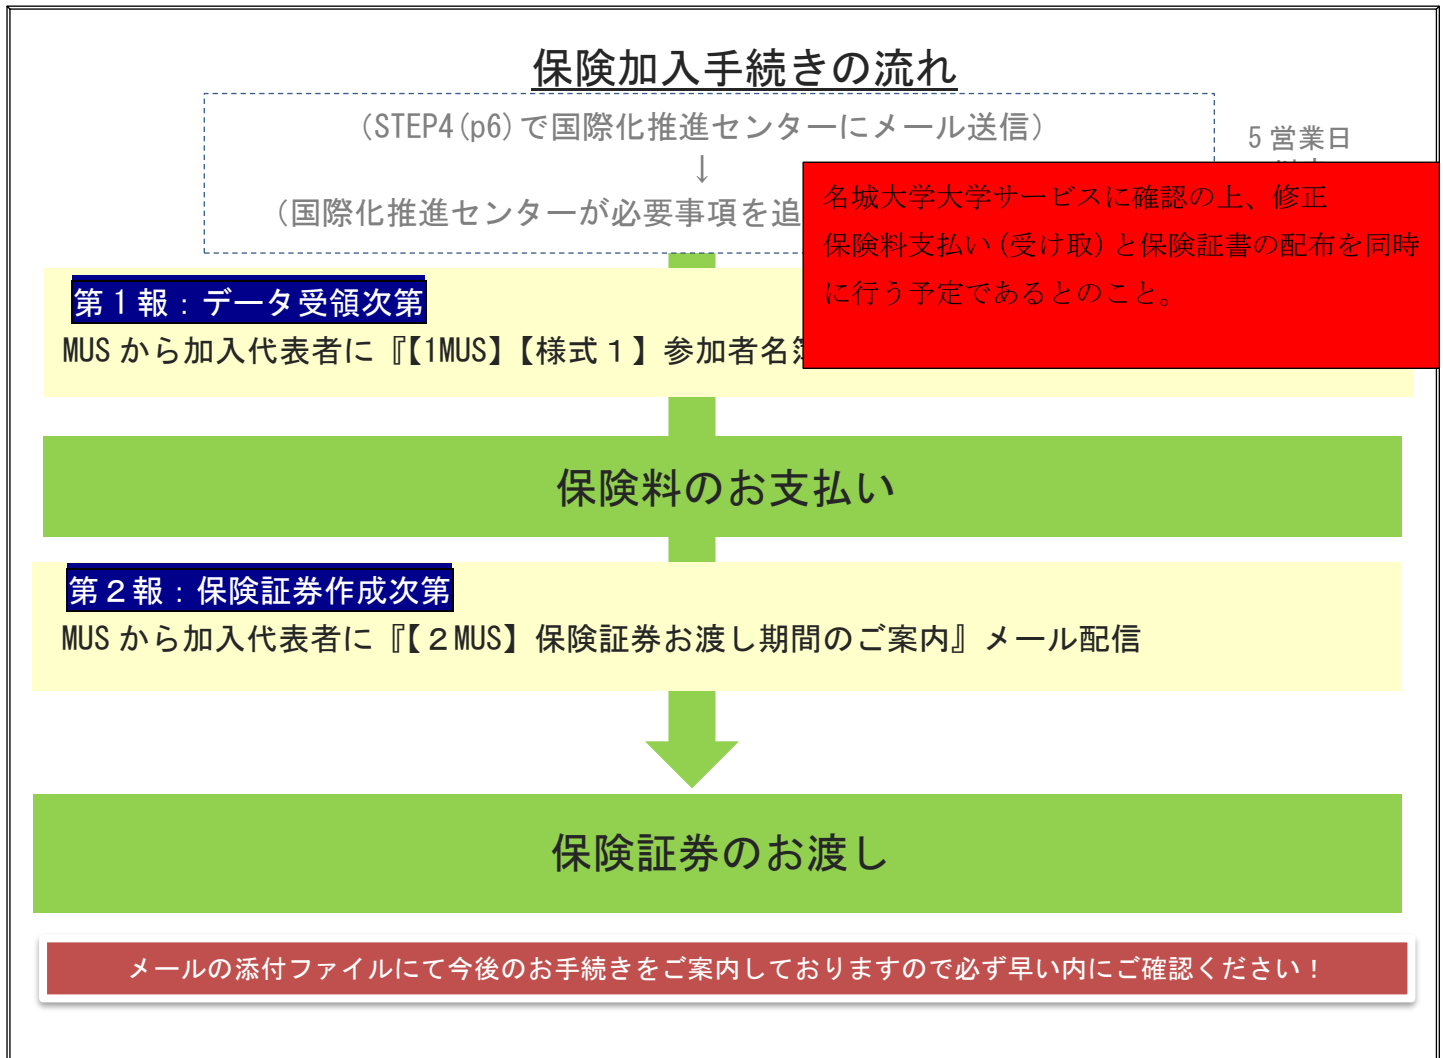 保険加入手続きの流れ
(STEP4(p6)で国際化推進センターにメール送信)
↓
(国際化推進センターが必要事項を追
5 営業日
名城大学大学サービスに確認の上、修正
保険料支払い(受け取)と保険証書の配布を同時
に行う予定であるとのこと。
第1報：データ受領次第
MUS から加入代表者に『【1MUS】【様式１】参加者名
保険料のお支払い
第２報：保険証券作成次第
MUS から加入代表者に『【２MUS】保険証券お渡し期間のご案内』メール配信
保険証券のお渡し
メールの添付ファイルにて今後のお手続きをご案内しておりますので必ず早い内にご確認ください！